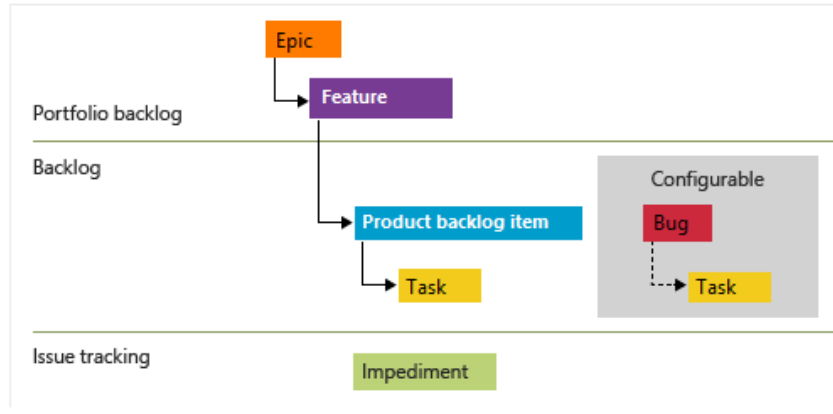 Epic
Feature
Portfolio backlog
Backlog
Configurable
Product backlog item
Bug
Task
Task
Issue tracking
Impediment